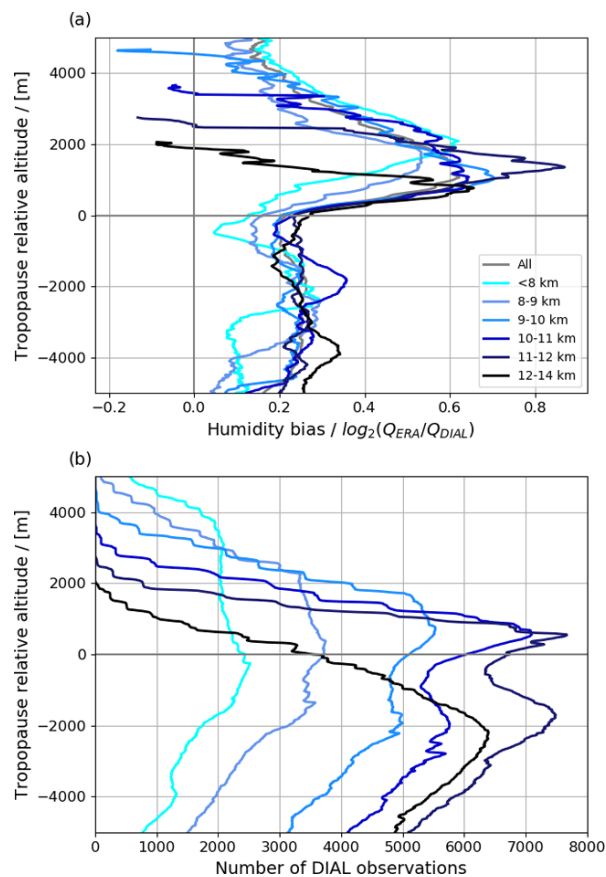 (a)
Tropopause relative altitude / [m]
4000
2000
0
−2000
−4000
All
<8 km
8-9 km
9-10 km
10-11 km
11-12 km
12-14 km
−0.2 0.0 0.2 0.4 0.6 0.8
Humidity bias / log₂(Q_ERA/Q_DIAL)
(b)
Tropopause relative altitude / [m]
4000
2000
0
−2000
−4000
0 1000 2000 3000 4000 5000 6000 7000 8000
Number of DIAL observations